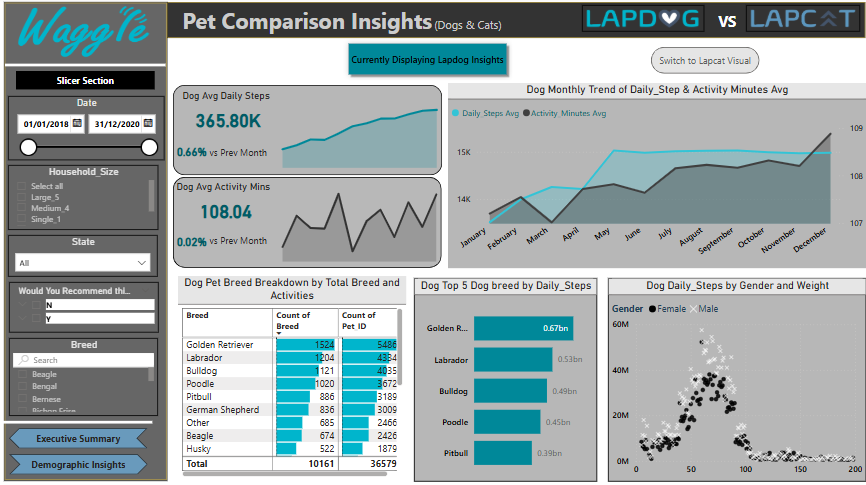 Waggle
Pet Comparison Insights (Dogs & Cats)
LAPDOG
VS
LAPCAT
Currently Displaying Lapdog Insights
Switch to Lapcat Visual
Slicer Section
Date
01/01/2018
31/12/2020
Household_Size
Select all
Large_5
Medium_4
Single_1
State
All
Would You Recommend thi...
N
Y
Breed
Search
Beagle
Bengal
Bernese
Bichon Frise
Executive Summary
Demographic Insights
Dog Avg Daily Steps
365.80K
0.66% vs Prev Month
Dog Avg Activity Mins
108.04
0.02% vs Prev Month
Dog Monthly Trend of Daily_Step & Activity Minutes Avg
Daily Steps Avg Activity_Minutes Avg
15K
14K
109
108
108
107
January
February
March
April
May
June
July
August
September
October
November
December
Dog Pet Breed Breakdown by Total Breed and
Activities
Breed Count of Breed Count of Pet_ID
Golden Retriever 1524 5486
Labrador 1204 4334
Bulldog 1121 4035
Poodle 1020 3672
Pitbull 886 3189
German Shepherd 836 3009
Other 685 2466
Beagle 674 2426
Husky 522 1879
Total 10161 36579
Dog Top 5 Dog breed by Daily_Steps
Golden R... 0.67bn
Labrador 0.53bn
Bulldog 0.49bn
Poodle 0.45bn
Pitbull 0.39bn
Dog Daily_Steps by Gender and Weight
Gender Female Male
60M
40M
20M
0M
0 50 100 150 200